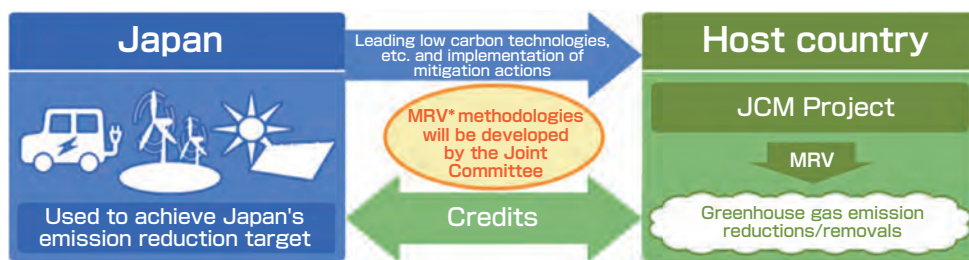 Japan
Used to achieve Japan's
emission reduction target
Leading low carbon technologies,
etc. and implementation of
mitigation actions
MRV* methodologies
will be developed
by the Joint
Committee
Credits
Host country
JCM Project
MRV
Greenhouse gas emission
reductions/removals